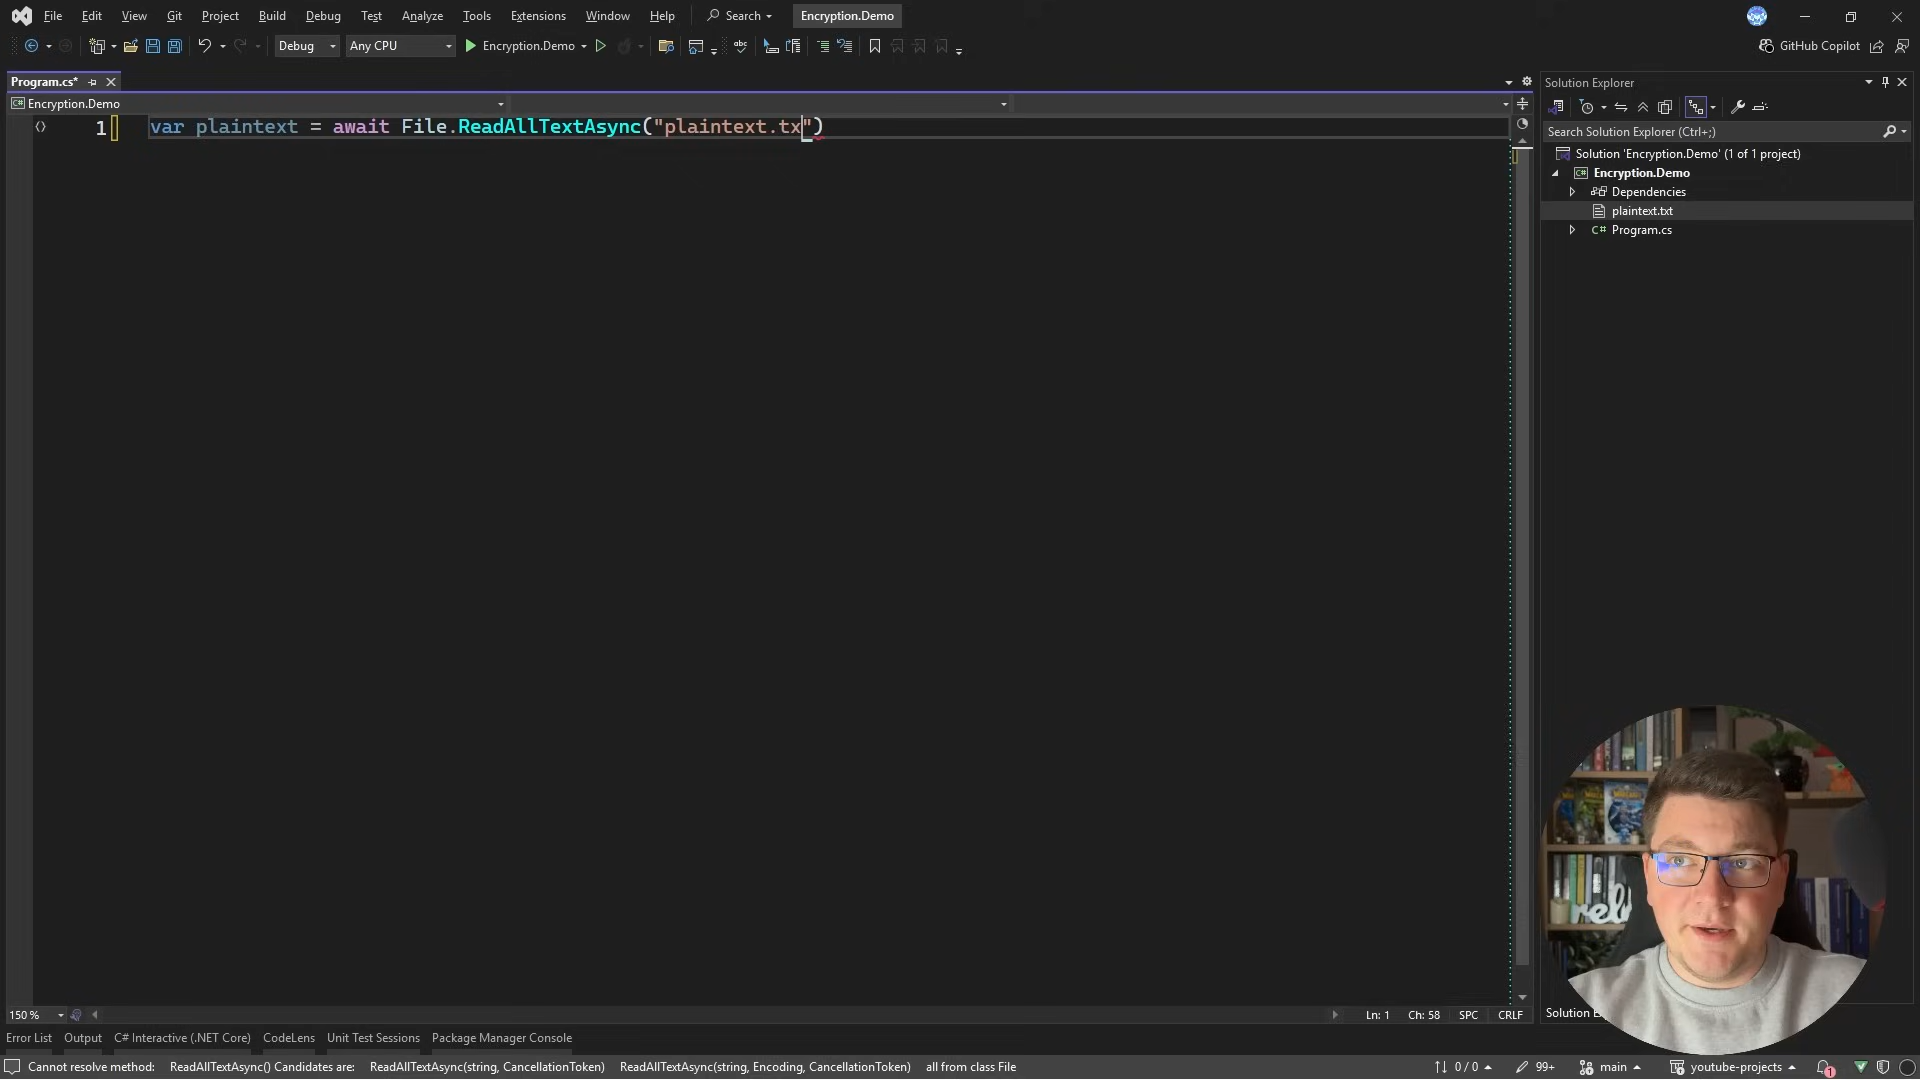 File Edit View Git Project Build Debug Test Analyze Tools Extensions Window Help Search Encryption.Demo
Debug Any CPU Encryption.Demo GitHub Copilot
Program.cs*
Solution Explorer
Encryption.Demo
Search Solution Explorer (Ctrl+;)
1 var plaintext = await File.ReadAllTextAsync("plaintext.tx")
Solution 'Encryption.Demo' (1 of 1 project)
Encryption.Demo
Dependencies
plaintext.txt
C# Program.cs
150 % Ln: 1 Ch: 58 SPC CRLF
Error List Output C# Interactive (.NET Core) CodeLens Unit Test Sessions Package Manager Console
Cannot resolve method: ReadAllTextAsync() Candidates are: ReadAllTextAsync(string, CancellationToken) ReadAllTextAsync(string, Encoding, CancellationToken) all from class File 0 / 0 99+ main youtube-projects 1